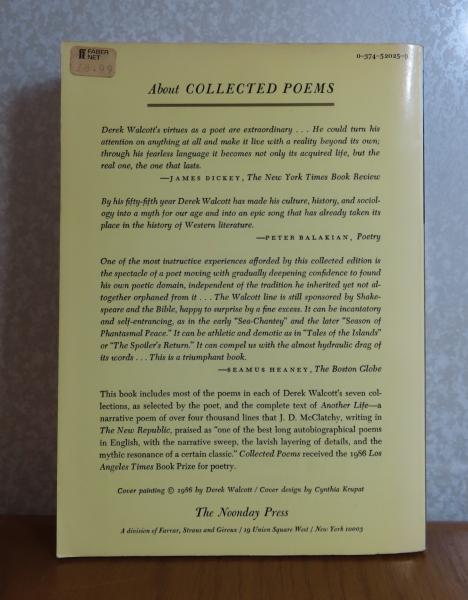 FABER
NET
£8.99
0-374-52025-9
About COLLECTED POEMS
Derek Walcott's virtues as a poet are extraordinary . . . He could turn his
attention on anything at all and make it live with a reality beyond its own;
through his fearless language it becomes not only its acquired life, but the
real one, the one that lasts.
—JAMES DICKEY, The New York Times Book Review
By his fifty-fifth year Derek Walcott has made his culture, history, and sociol-
ogy into a myth for our age and into an epic song that has already taken its
place in the history of Western literature.
—PETER BALAKIAN, Poetry
One of the most instructive experiences afforded by this collected edition is
the spectacle of a poet moving with gradually deepening confidence to found
his own poetic domain, independent of the tradition he inherited yet not al-
together orphaned from it . . . The Walcott line is still sponsored by Shake-
speare and the Bible, happy to surprise by a fine excess. It can be incantatory
and self-entrancing, as in the early "Sea-Chantey" and the later "Season of
Phantasmal Peace." It can be athletic and demotic as in "Tales of the Islands"
or "The Spoiler's Return." It can compel us with the almost hydraulic drag of
its words . . . This is a triumphant book.
—SEAMUS HEANEY, The Boston Globe
This book includes most of the poems in each of Derek Walcott's seven col-
lections, as selected by the poet, and the complete text of Another Life—a
narrative poem of over four thousand lines that J. D. McClatchy, writing in
The New Republic, praised as "one of the best long autobiographical poems
in English, with the narrative sweep, the lavish layering of details, and the
mythic resonance of a certain classic." Collected Poems received the 1986 Los
Angeles Times Book Prize for poetry.
Cover painting © 1986 by Derek Walcott / Cover design by Cynthia Krupat
The Noonday Press
A division of Farrar, Straus and Giroux / 19 Union Square West / New York 10003